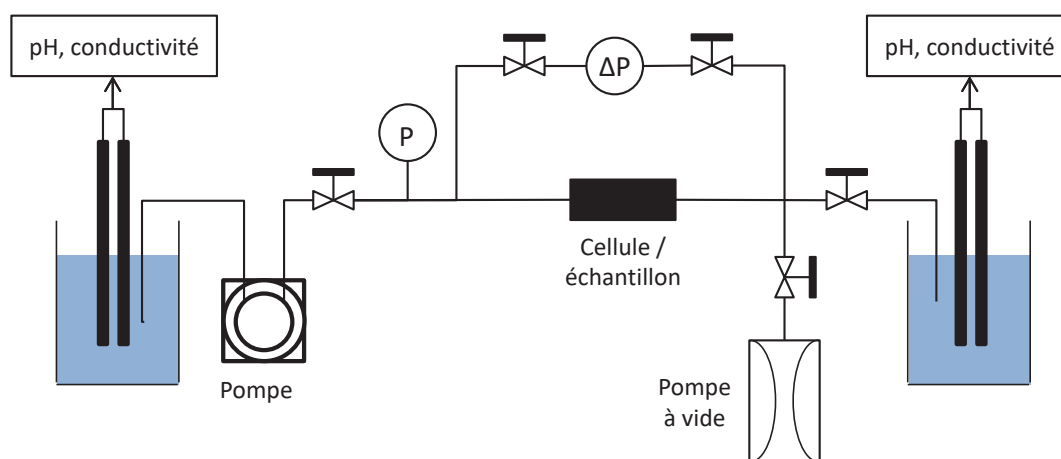 pH, conductivité
pH, conductivité
ΔP
P
Cellule /
échantillon
Pompe
Pompe
à vide